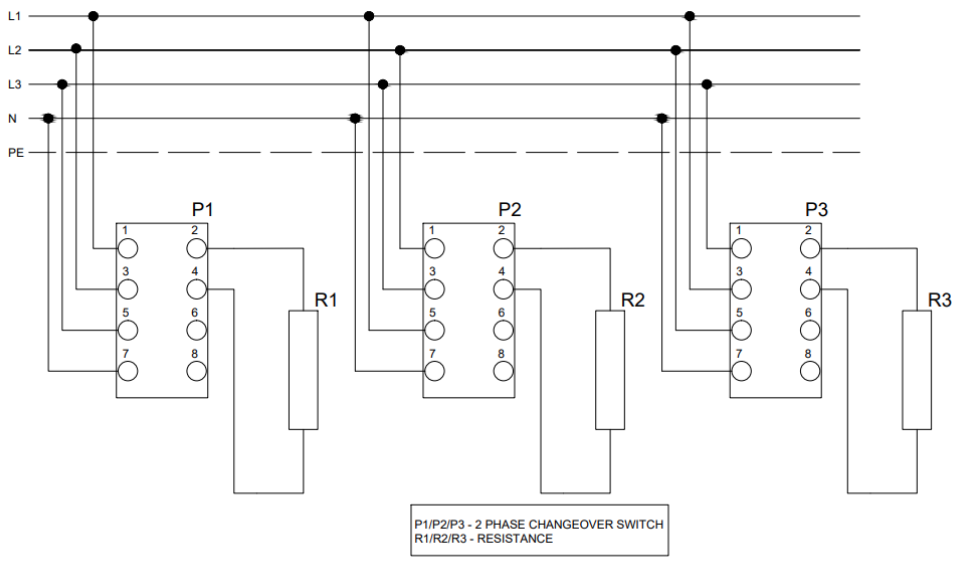 L1
L2
L3
N
PE
P1 P2 P3
1 2 1 2 1 2
3 4 3 4 3 4
R1 R2 R3
5 6 5 6 5 6
7 8 7 8 7 8
P1/P2/P3 - 2 PHASE CHANGEOVER SWITCH
R1/R2/R3 - RESISTANCE